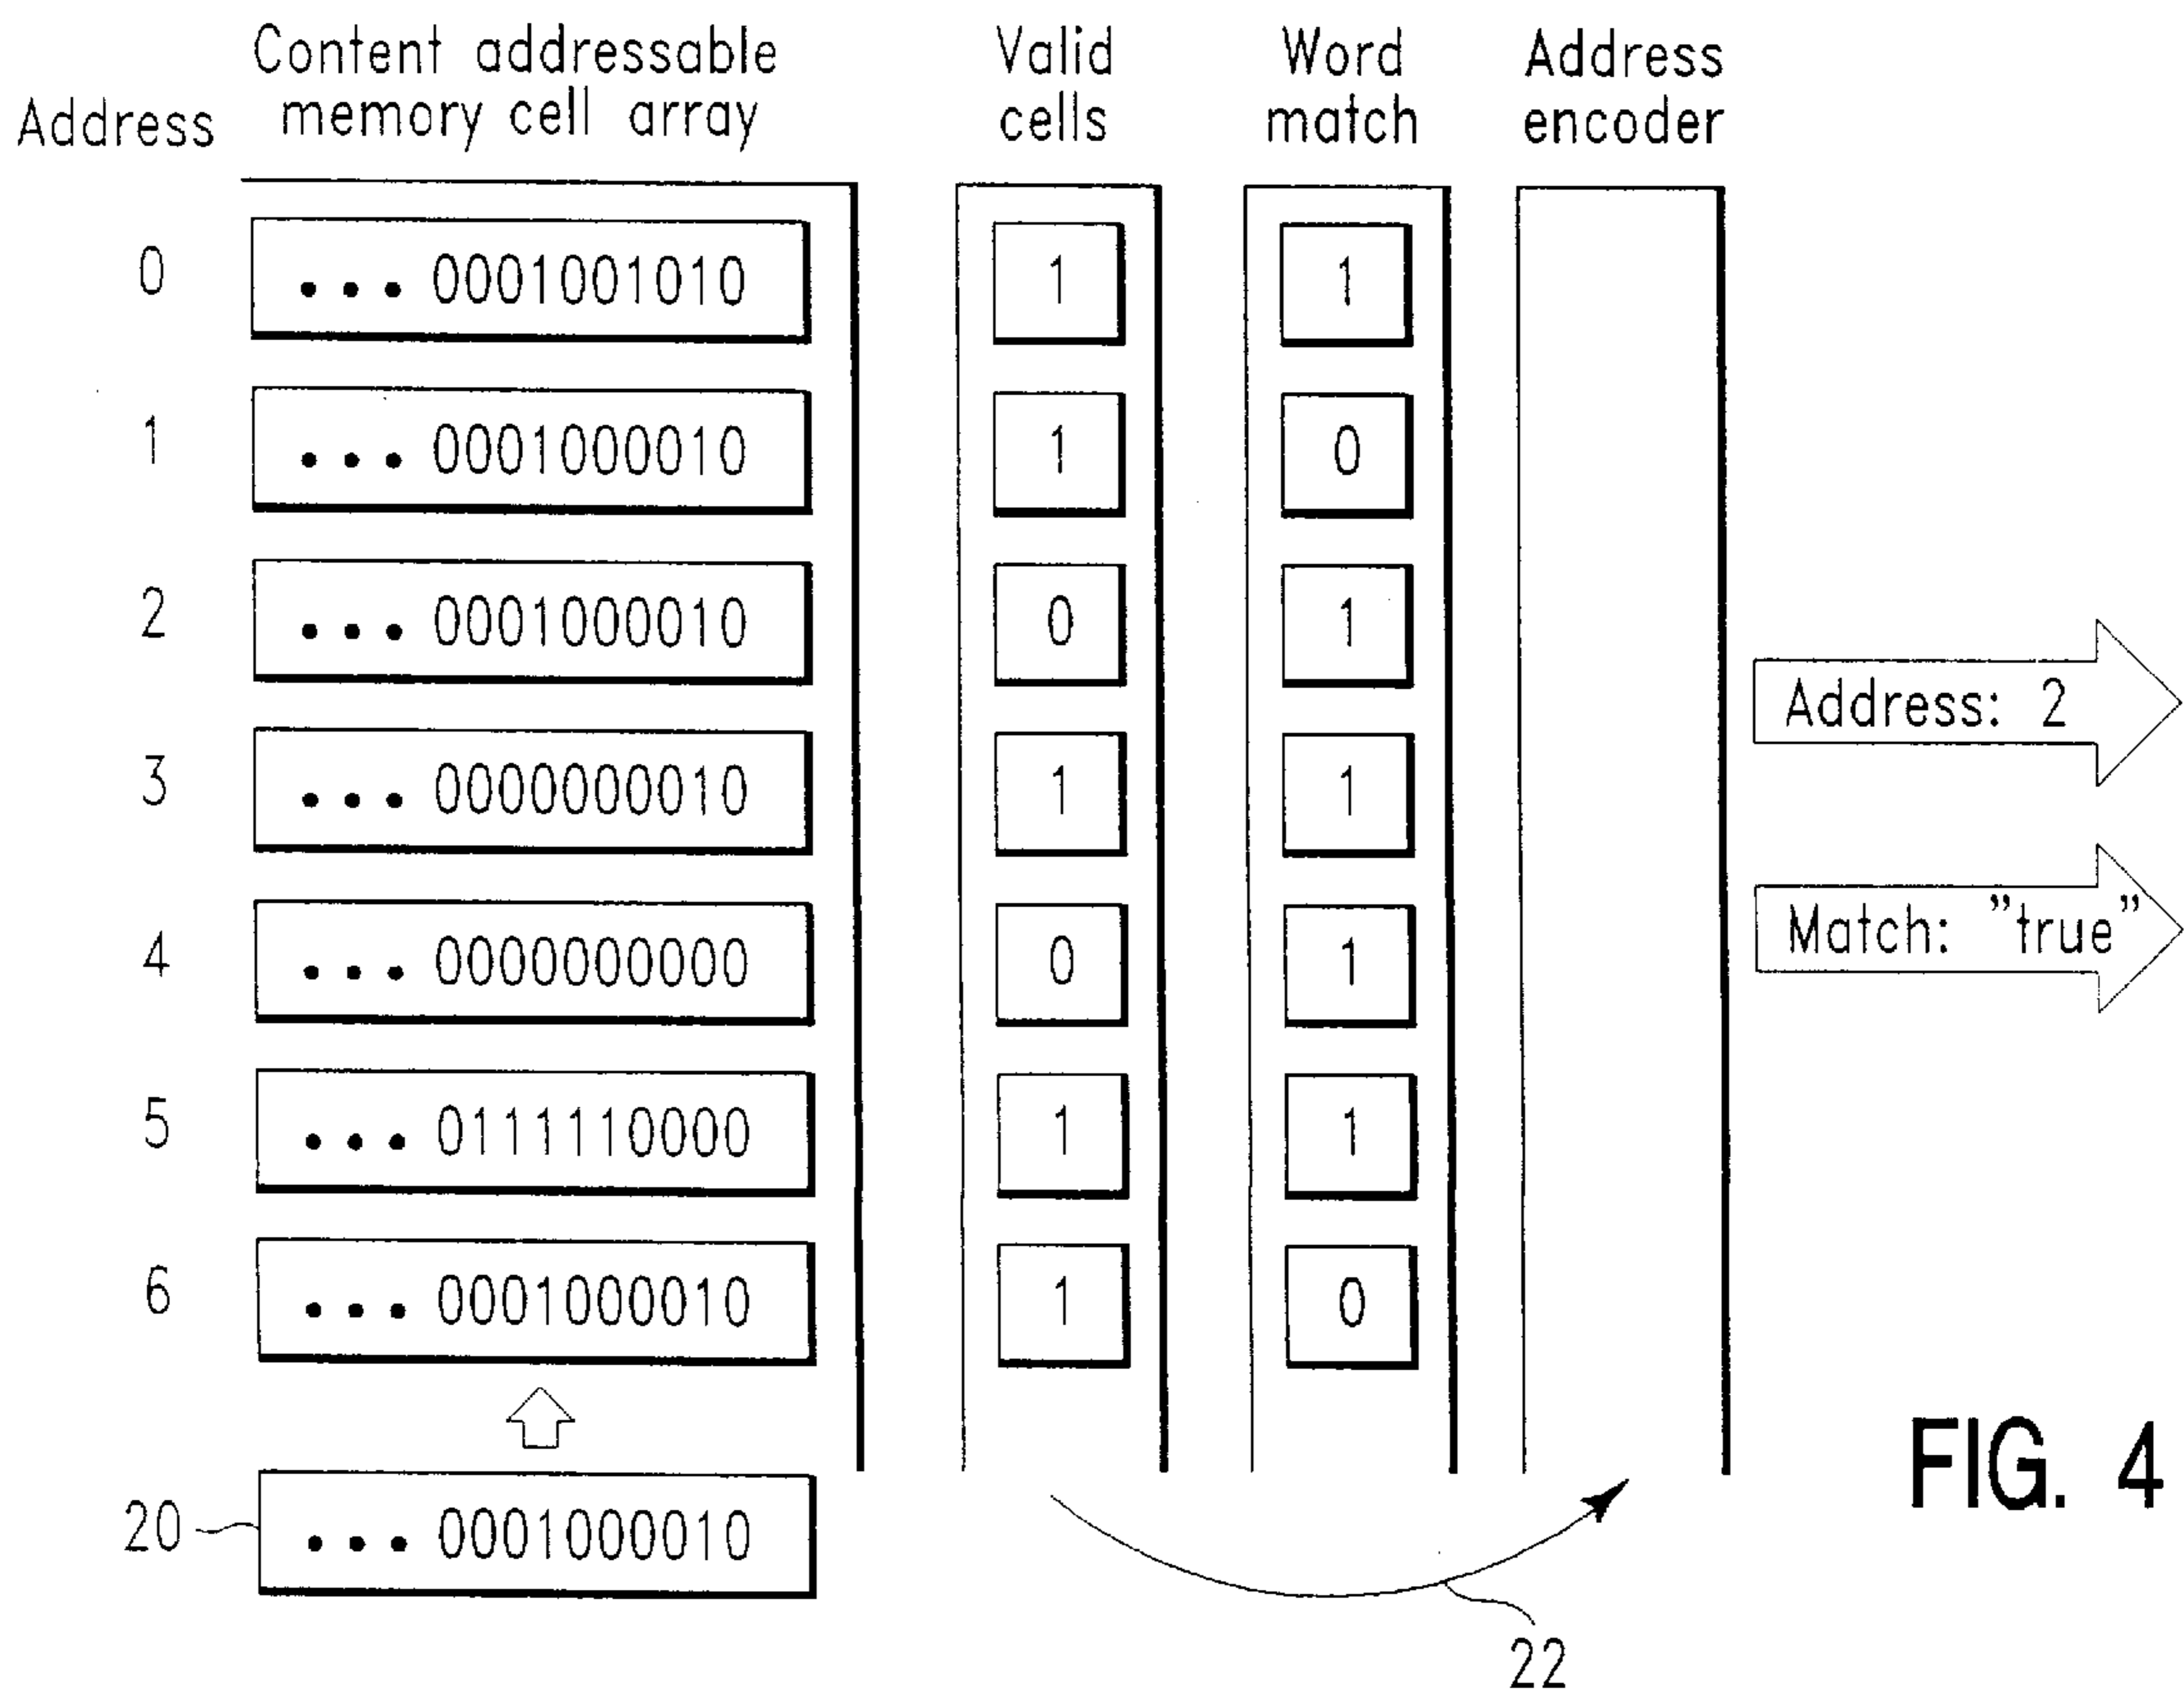 Content addressable memory cell array
Valid cells
Word match
Address encoder
Address
0 ... 0001001010 1 1
1 ... 0001000010 1 0
2 ... 0001000010 0 1
3 ... 0000000010 1 1
Address: 2
4 ... 0000000000 0 1
Match: "true"
5 ... 0111110000 1 1
6 ... 0001000010 1 0
20 ... 0001000010
22
FIG. 4